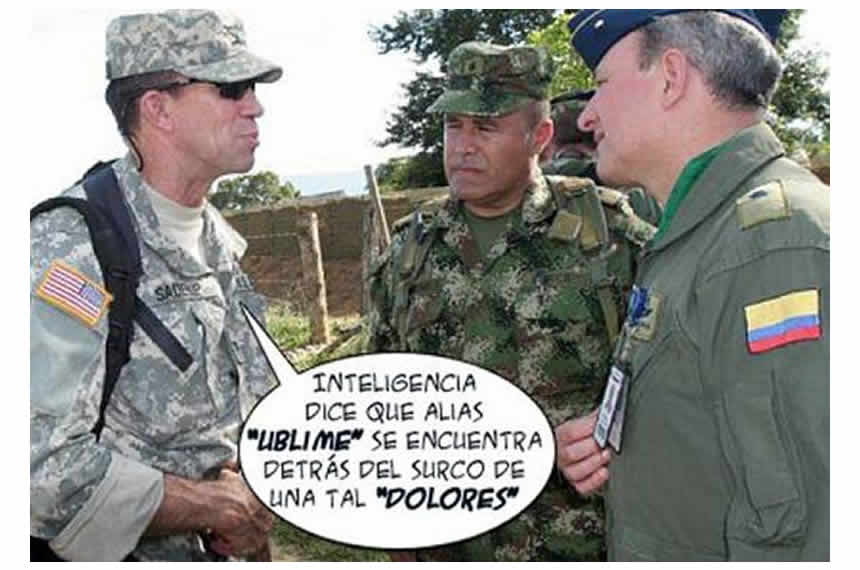 INTELIGENCIA
DICE QUE ALIAS
"UBLIME" SE ENCUENTRA
DETRÁS DEL SURCO DE
UNA TAL "DOLORES"